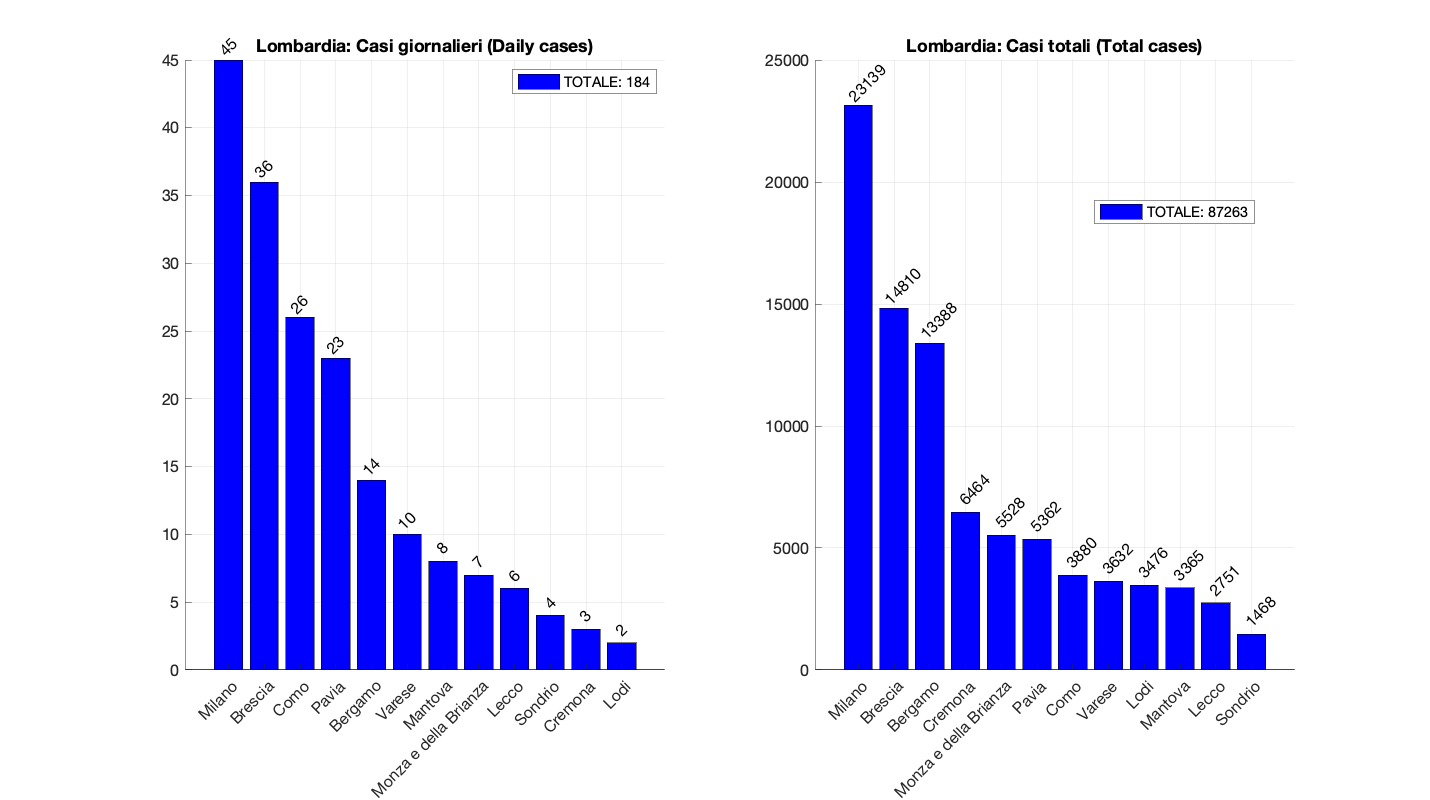 Lombardia: Casi giornalieri (Daily cases)
TOTALE: 184
45
40
35
30
25
20
15
10
5
0
45
36
26
23
14
10
8
7
6
4
3
2
Milano
Brescia
Como
Pavia
Bergamo
Varese
Mantova
Monza e della Brianza
Lecco
Sondrio
Cremona
Lodi
Lombardia: Casi totali (Total cases)
TOTALE: 87263
25000
20000
15000
10000
5000
0
23139
14810
13388
6464
5528
5362
3880
3632
3476
3365
2751
1468
Milano
Brescia
Bergamo
Cremona
Monza e della Brianza
Pavia
Como
Varese
Lodi
Mantova
Lecco
Sondrio